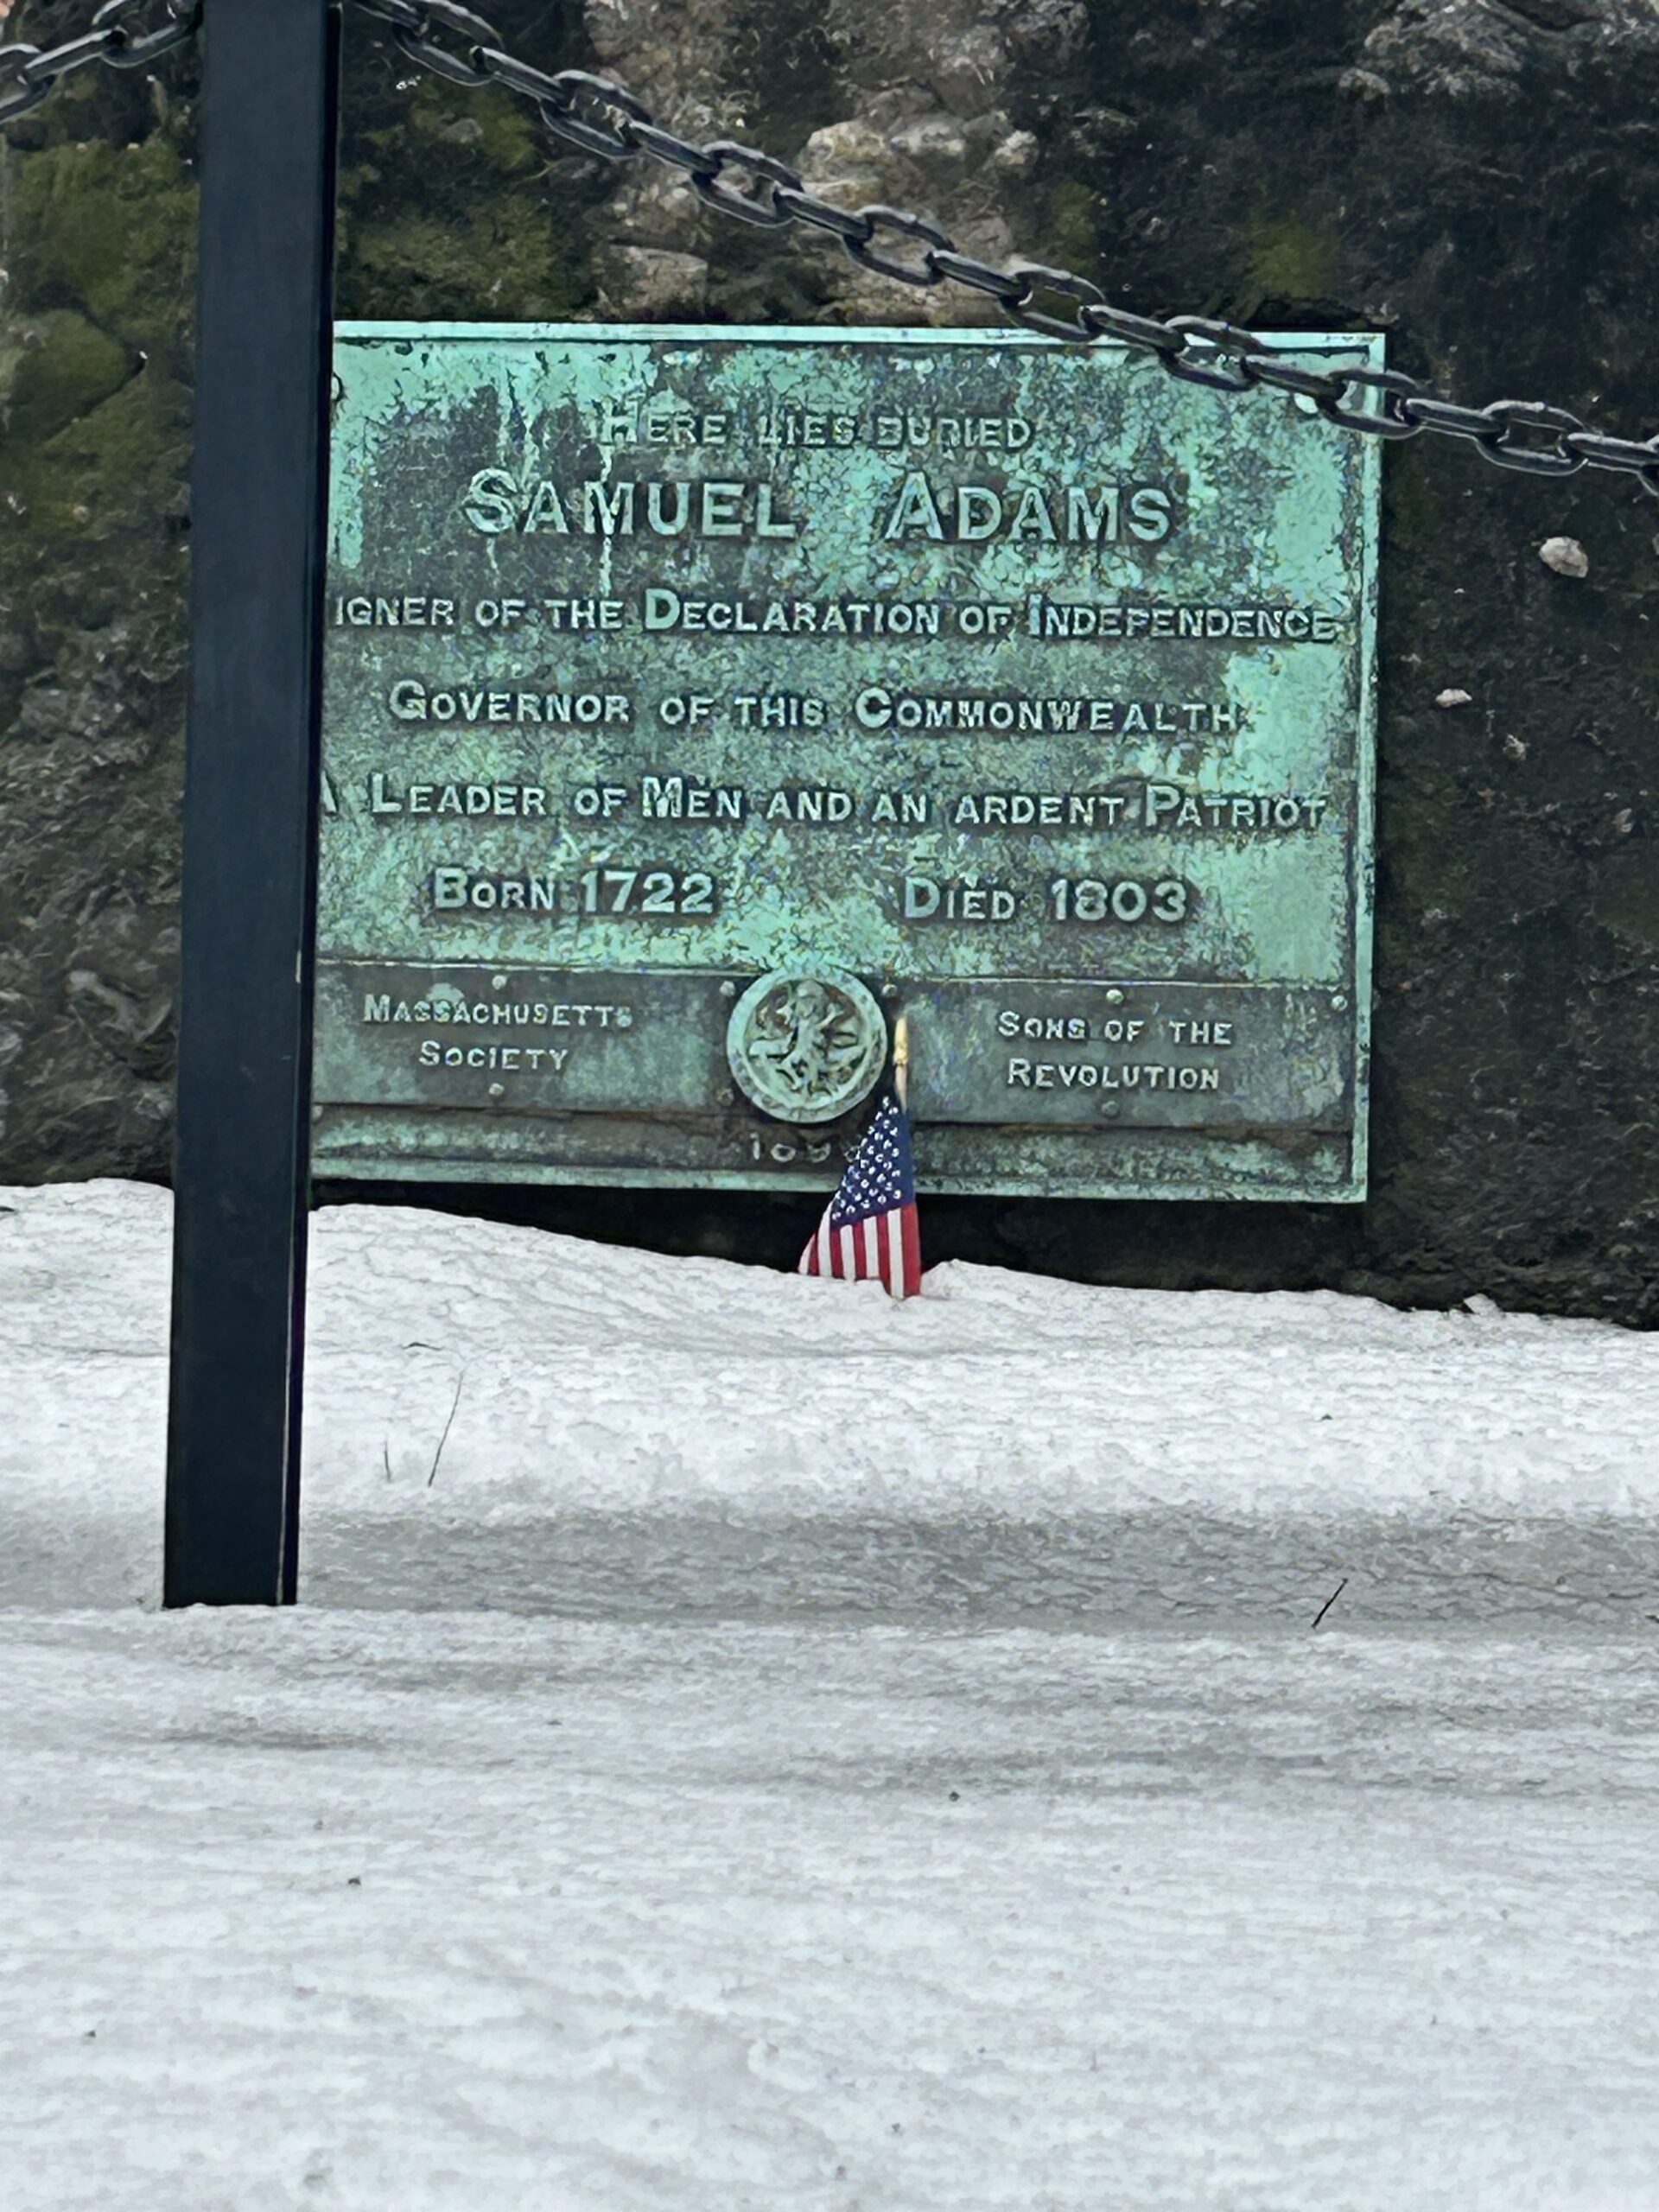 HERE LIES BURIED
SAMUEL ADAMS
IGNER OF THE DECLARATION OF INDEPENDENCE
GOVERNOR OF THIS COMMONWEALTH
A LEADER OF MEN AND AN ARDENT PATRIOT
BORN 1722 DIED 1803
MASSACHUSETTS
SOCIETY
SONS OF THE
REVOLUTION